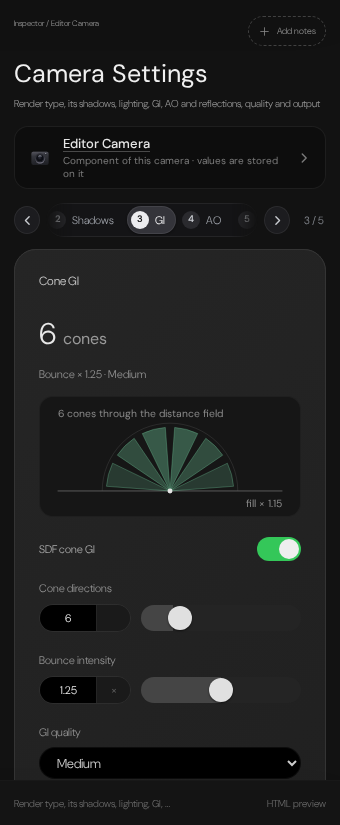 Inspector / Editor Camera
+ Add notes
Camera Settings
Render type, its shadows, lighting, GI, AO and reflections, quality and output
Editor Camera
Component of this camera · values are stored
on it
2 Shadows 3 GI 4 AO 5 3 / 5
Cone GI
6 cones
Bounce × 1.25 · Medium
6 cones through the distance field
fill × 1.15
SDF cone GI
Cone directions
6
Bounce intensity
1.25 ×
GI quality
Medium
Render type, its shadows, lighting, GI, ... HTML preview